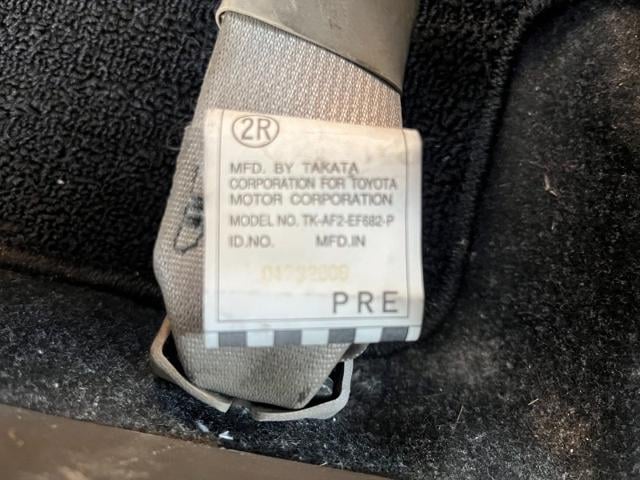 2R
MFD. BY TAKATA
CORPORATION FOR TOYOTA
MOTOR CORPORATION
MODEL NO. TK-AF2-EF682-P
ID.NO. MFD.IN
PRE